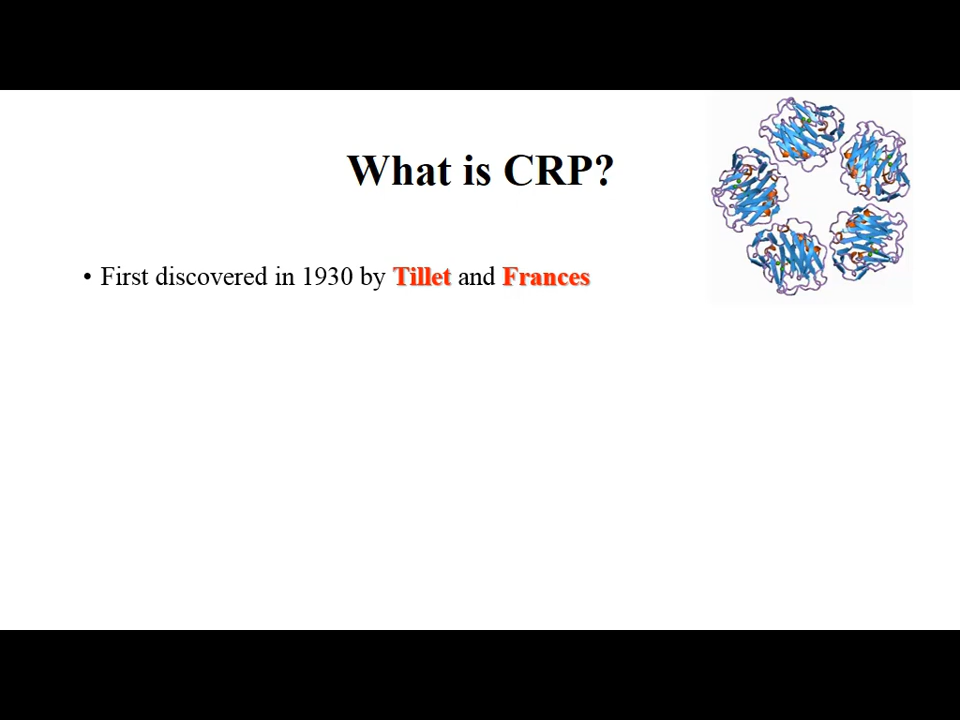 What is CRP?
• First discovered in 1930 by Tillet and Frances